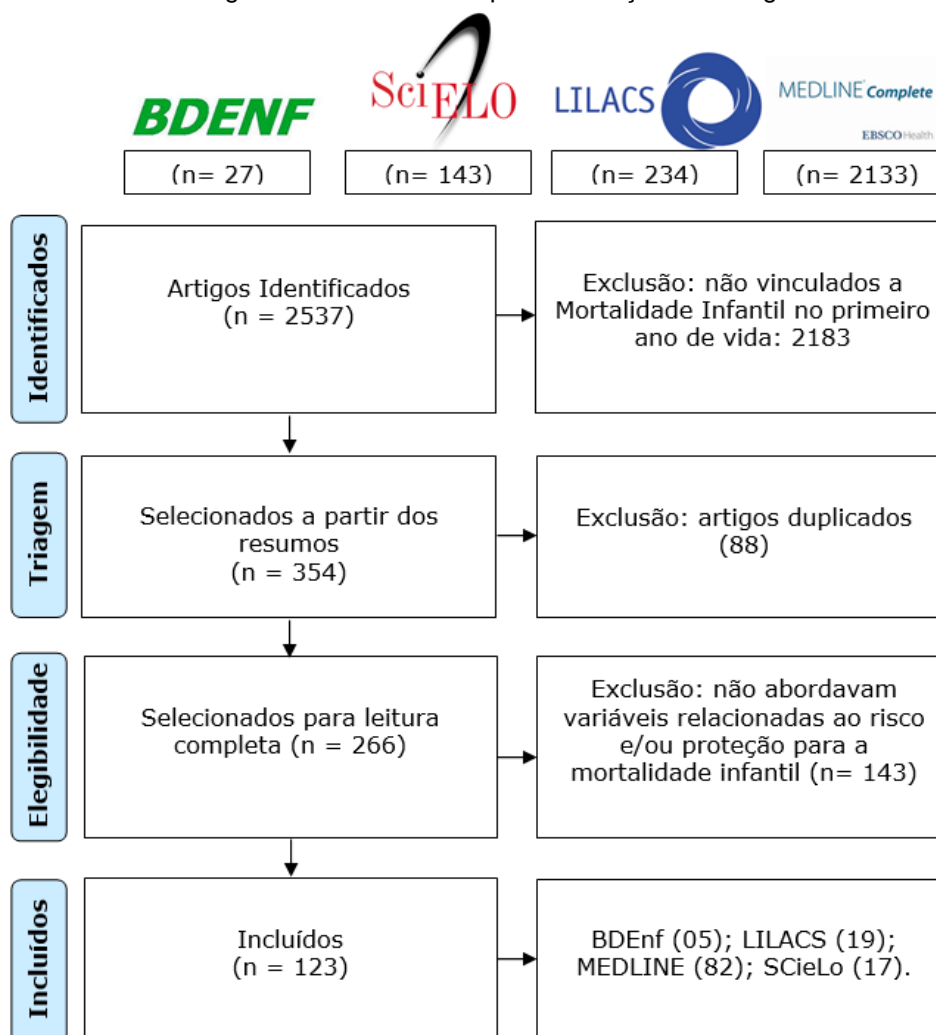 BDENF
SciELO
LILACS
MEDLINE Complete
EBSCO Health
(n= 27)
(n= 143)
(n= 234)
(n= 2133)
Identificados
Artigos Identificados
(n = 2537)
Exclusão: não vinculados a
Mortalidade Infantil no primeiro
ano de vida: 2183
Triagem
Selecionados a partir dos
resumos
(n = 354)
Exclusão: artigos duplicados
(88)
Elegibilidade
Selecionados para leitura
completa (n = 266)
Exclusão: não abordavam
variáveis relacionadas ao risco
e/ou proteção para a
mortalidade infantil (n= 143)
Incluídos
Incluídos
(n = 123)
BDEnf (05); LILACS (19);
MEDLINE (82); SCieLo (17).